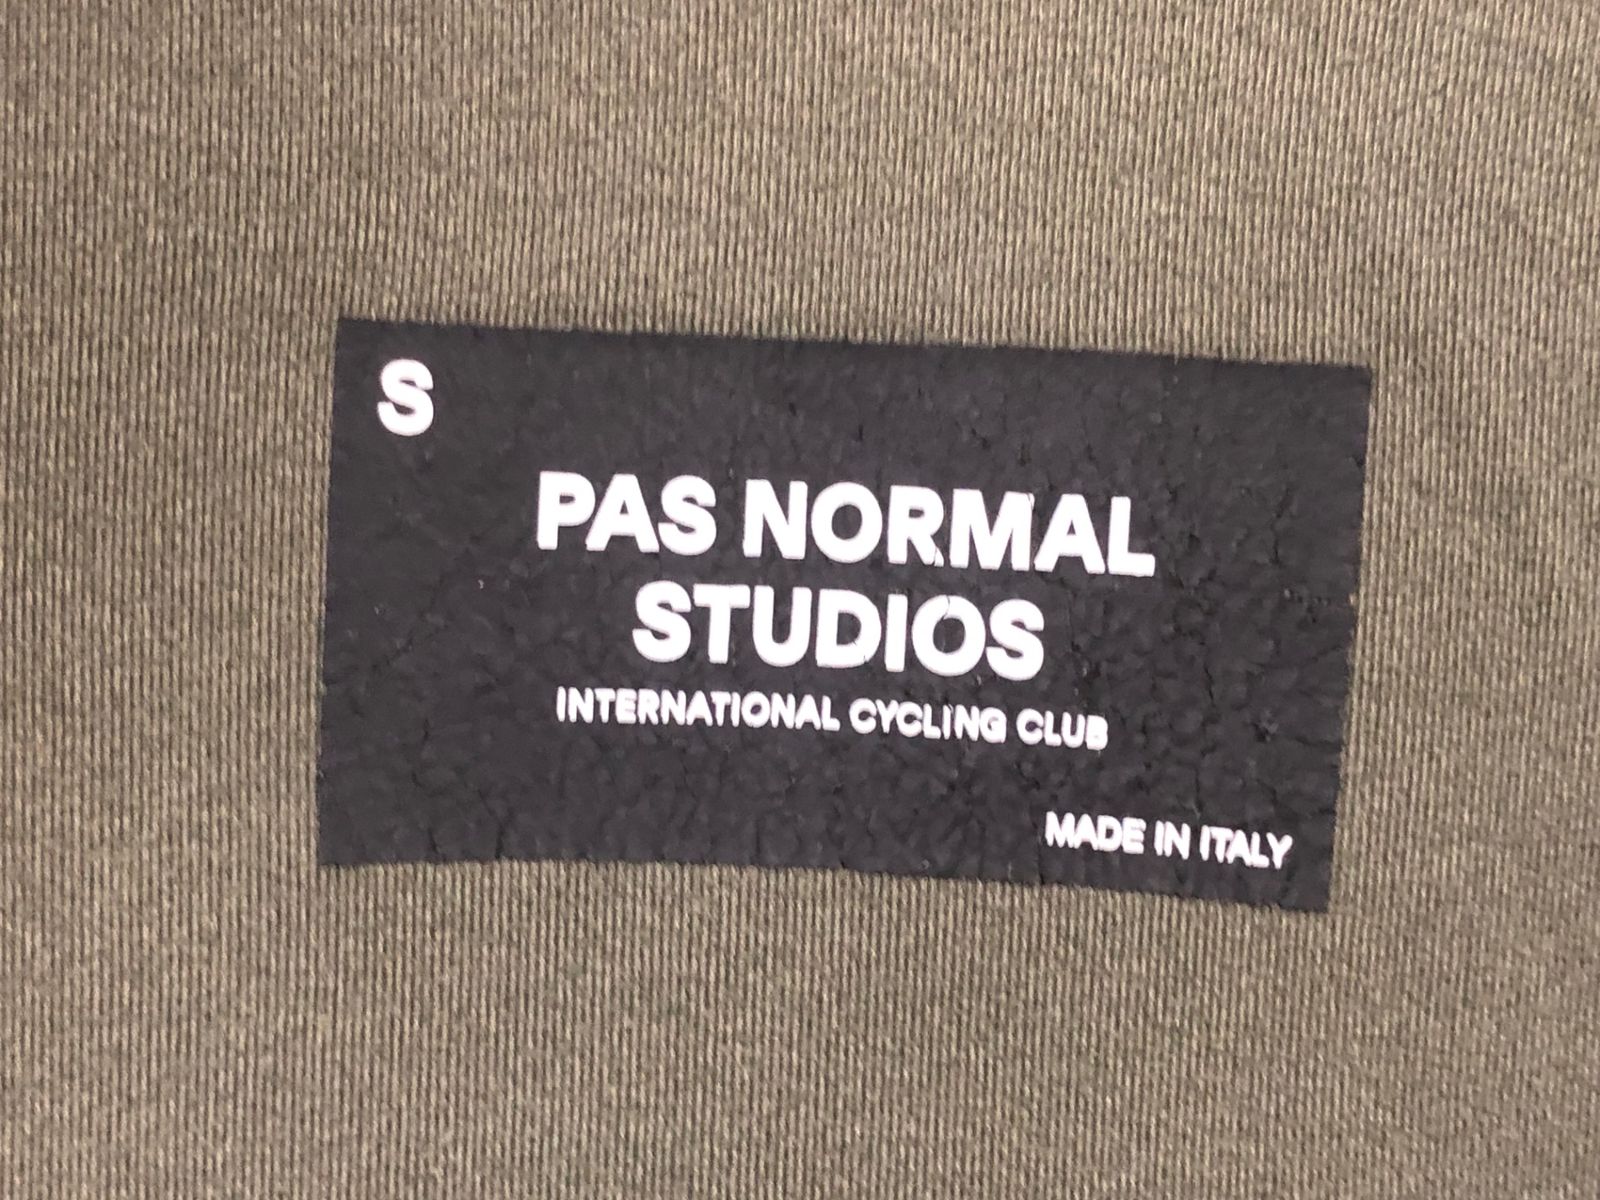 S
PAS NORMAL
STUDIOS
INTERNATIONAL CYCLING CLUB
MADE IN ITALY